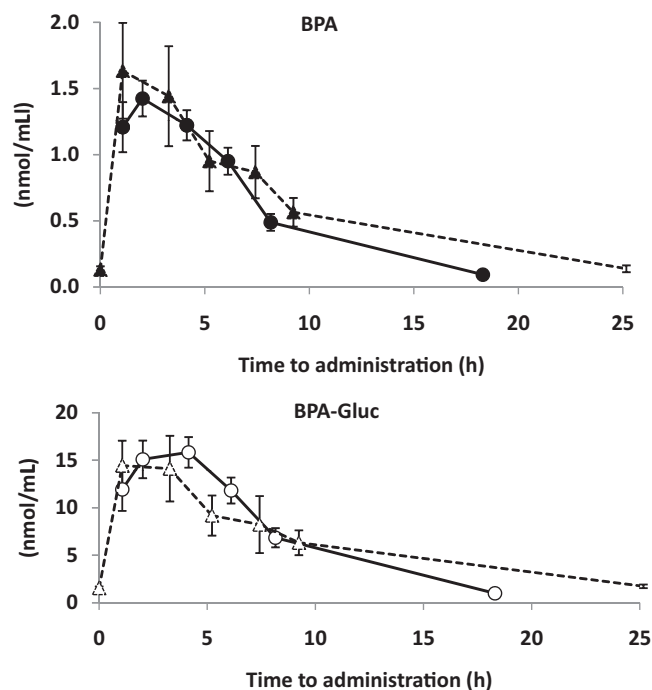 BPA
2.0
1.5
(nmol/mLl)
1.0
0.5
0.0
0 5 10 15 20 25
Time to administration (h)
BPA-Gluc
20
15
(nmol/mL)
10
5
0
0 5 10 15 20 25
Time to administration (h)